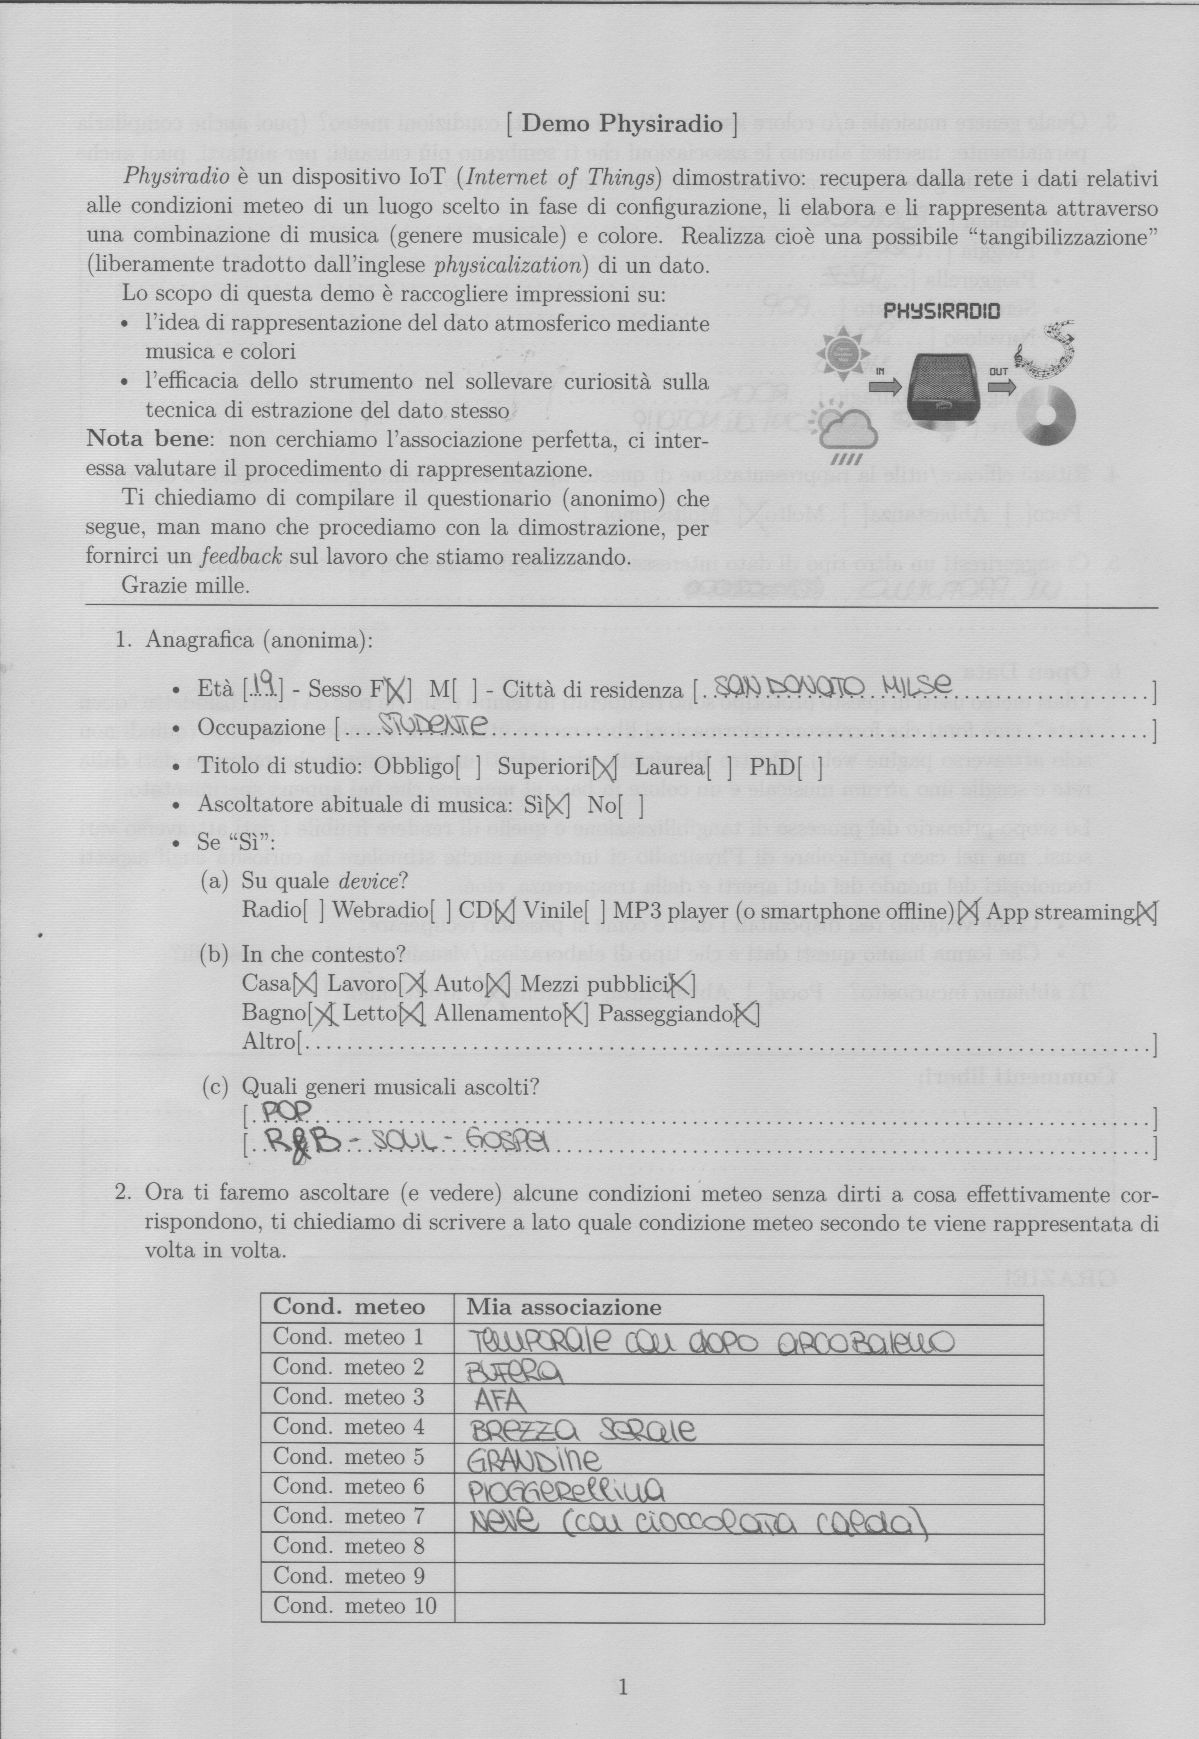 [ Demo Physiradio ]
Physiradio è un dispositivo IoT (Internet of Things) dimostrativo: recupera dalla rete i dati relativi
alle condizioni meteo di un luogo scelto in fase di configurazione, li elabora e li rappresenta attraverso
una combinazione di musica (genere musicale) e colore. Realizza cioè una possibile “tangibilizzazione”
(liberamente tradotto dall'inglese physicalization) di un dato.
Lo scopo di questa demo è raccogliere impressioni su:
• l'idea di rappresentazione del dato atmosferico mediante
musica e colori
• l'efficacia dello strumento nel sollevare curiosità sulla
tecnica di estrazione del dato stesso
Nota bene: non cerchiamo l'associazione perfetta, ci inter-
essa valutare il procedimento di rappresentazione.
Ti chiediamo di compilare il questionario (anonimo) che
segue, man mano che procediamo con la dimostrazione, per
fornirci un feedback sul lavoro che stiamo realizzando.
Grazie mille.
PHYSIRADIO
IN
OUT
1. Anagrafica (anonima):
• Età [19] - Sesso F[X] M[ ] - Città di residenza [SAN DONATO MILSE]
• Occupazione [STUDENTE]
• Titolo di studio: Obbligo[ ] Superiori[X] Laurea[ ] PhD[ ]
• Ascoltatore abituale di musica: Sì[X] No[ ]
• Se “Sì”:
(a) Su quale device?
Radio[ ] Webradio[ ] CD[X] Vinile[ ] MP3 player (o smartphone offline)[X] App streaming[X]
(b) In che contesto?
Casa[X] Lavoro[X] Auto[X] Mezzi pubblici[X]
Bagno[X] Letto[X] Allenamento[X] Passeggiando[X]
Altro[..........]
(c) Quali generi musicali ascolti?
[POP]
[R&B - SOUL - GOSPEL]
2. Ora ti faremo ascoltare (e vedere) alcune condizioni meteo senza dirti a cosa effettivamente cor-
rispondono, ti chiediamo di scrivere a lato quale condizione meteo secondo te viene rappresentata di
volta in volta.
Cond. meteo Mia associazione
Cond. meteo 1 TEMPORALE CON DOPO ARCOBALENO
Cond. meteo 2 BUFERA
Cond. meteo 3 AFA
Cond. meteo 4 BREZZA SERALE
Cond. meteo 5 GRANDINE
Cond. meteo 6 PIOGGERELLINA
Cond. meteo 7 NEVE (CON CIOCCOLATA CALDA)
Cond. meteo 8
Cond. meteo 9
Cond. meteo 10
1